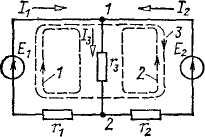 I₁ 1 I₂
E₁ I₃ r₃ 3 E₂
1 2
r₁ 2 r₂